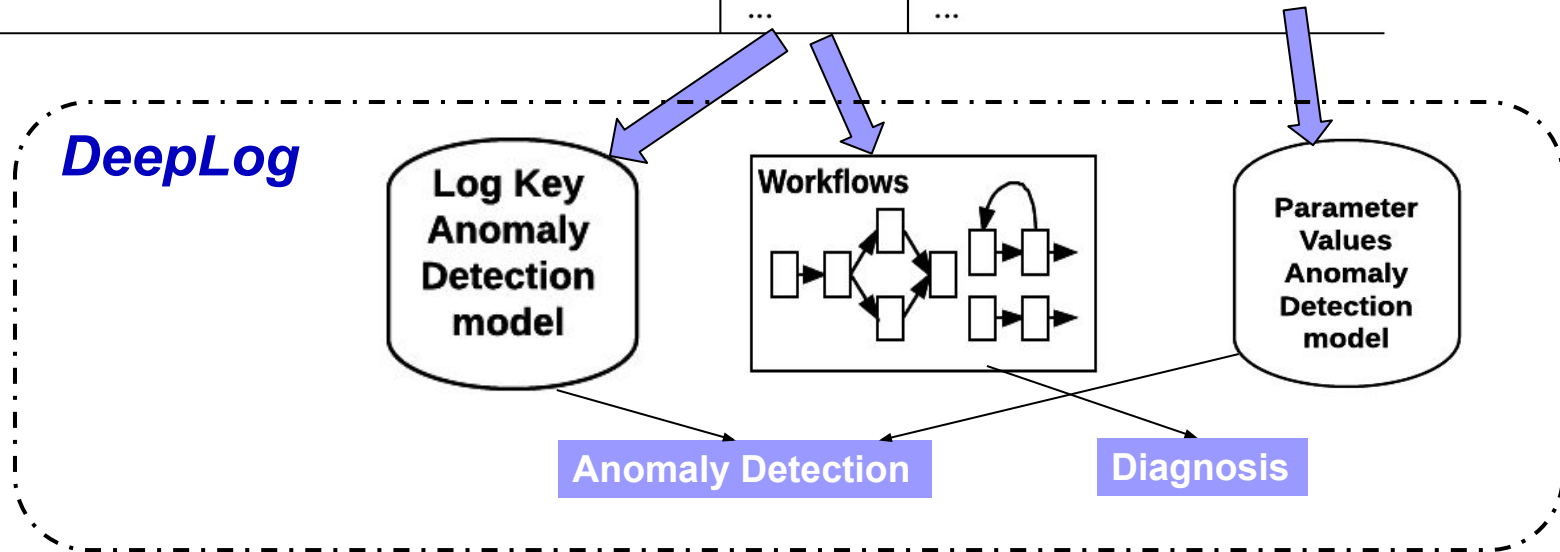 ... ...
DeepLog
Log Key
Anomaly
Detection
model
Workflows
Parameter
Values
Anomaly
Detection
model
Anomaly Detection
Diagnosis